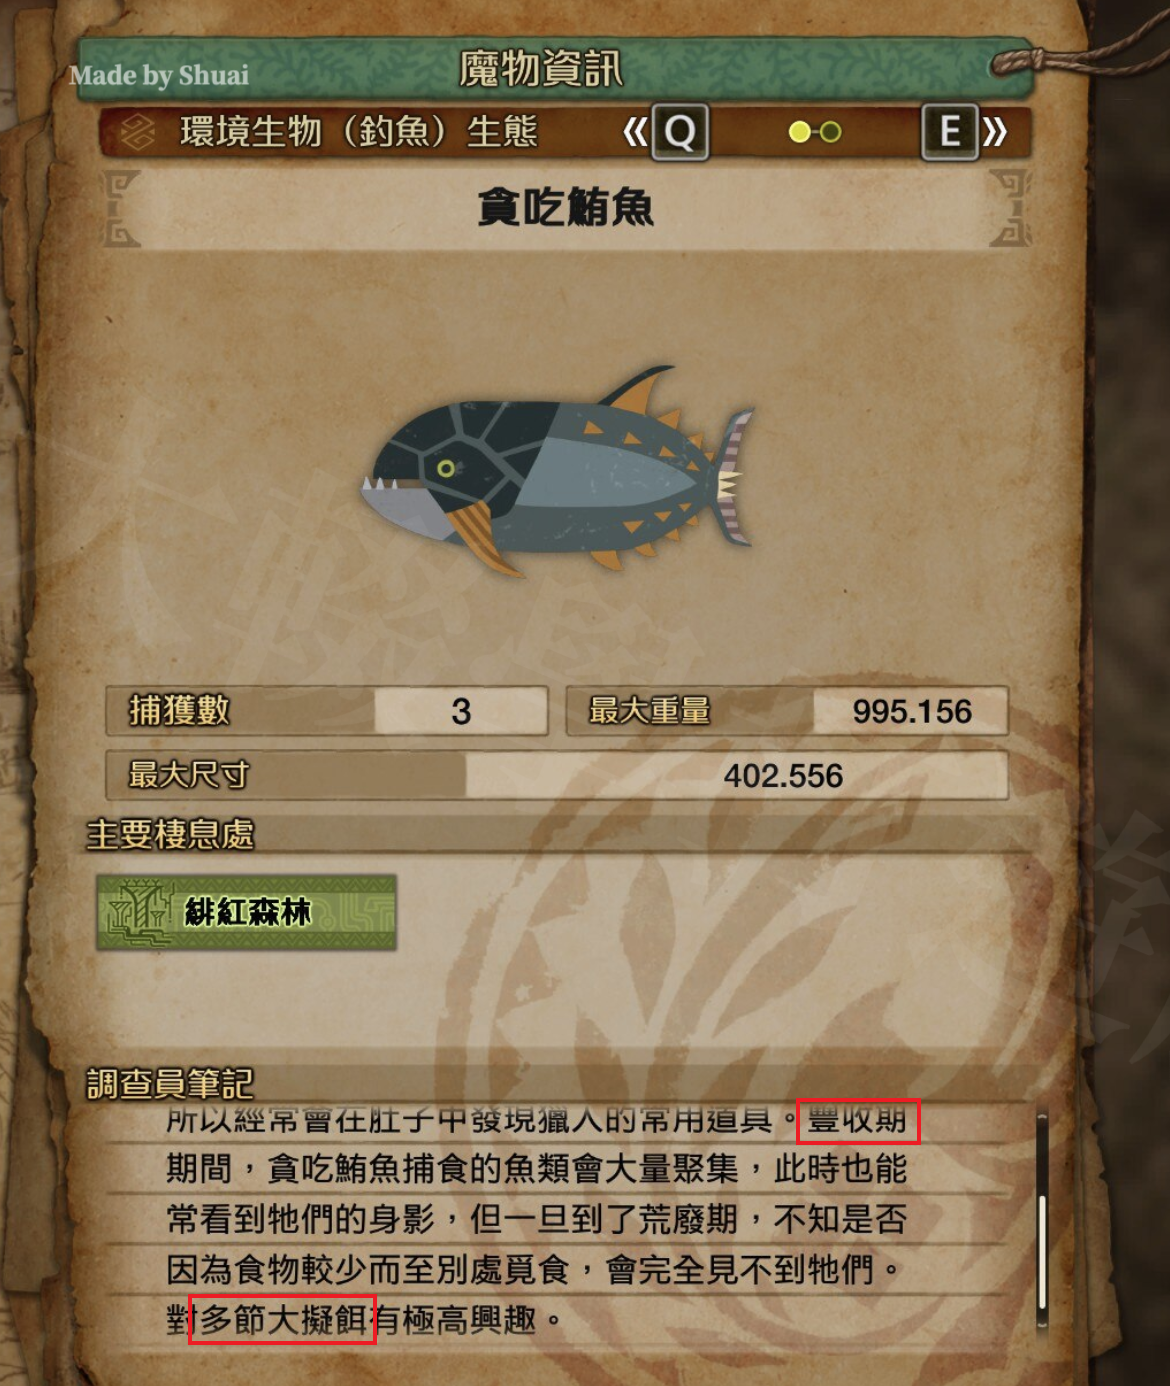 Made by Shuai
魔物資訊
環境生物（釣魚）生態
《 Q
E 》
貪吃鮪魚
捕獲數 3
最大重量 995.156
最大尺寸 402.556
主要棲息處
緋紅森林
調查員筆記
所以經常會在肚子中發現獵人的常用道具。豐收期
期間，貪吃鮪魚捕食的魚類會大量聚集，此時也能
常看到牠們的身影，但一旦到了荒廢期，不知是否
因為食物較少而至別處覓食，會完全見不到牠們。
對多節大擬餌有極高興趣。